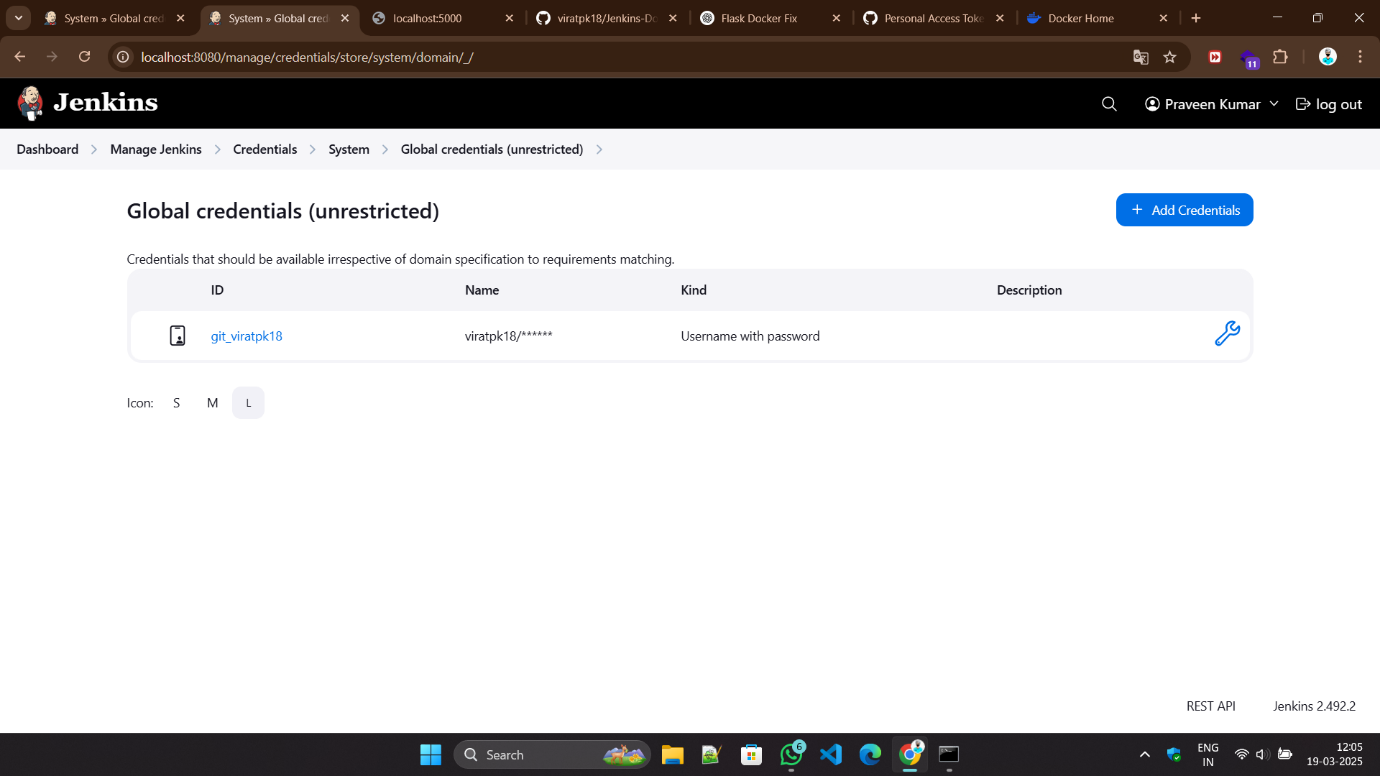 System » Global cred
System » Global cred
localhost:5000
viratpk18/Jenkins-Do
Flask Docker Fix
Personal Access Toke
Docker Home
localhost:8080/manage/credentials/store/system/domain/_/
11
Jenkins
Praveen Kumar
log out
Dashboard
Manage Jenkins
Credentials
System
Global credentials (unrestricted)
Global credentials (unrestricted)
+ Add Credentials
Credentials that should be available irrespective of domain specification to requirements matching.
ID Name Kind Description
git_viratpk18 viratpk18/****** Username with password
Icon: S M L
REST API Jenkins 2.492.2
Search
6
ENG
IN
12:05
19-03-2025